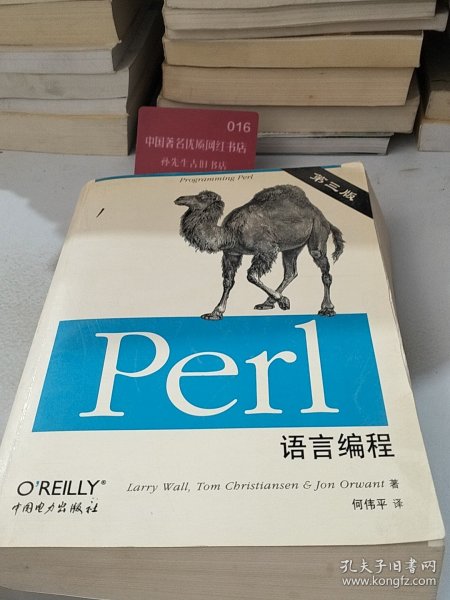 016
中国著名优质网红书店
孙先生古旧书店
Programming Perl
第三版
Perl
语言编程
O'REILLY®
Larry Wall, Tom Christiansen & Jon Orwant 著
中国电力出版社
何伟平 译
孔夫子旧书网
www.kongfz.com